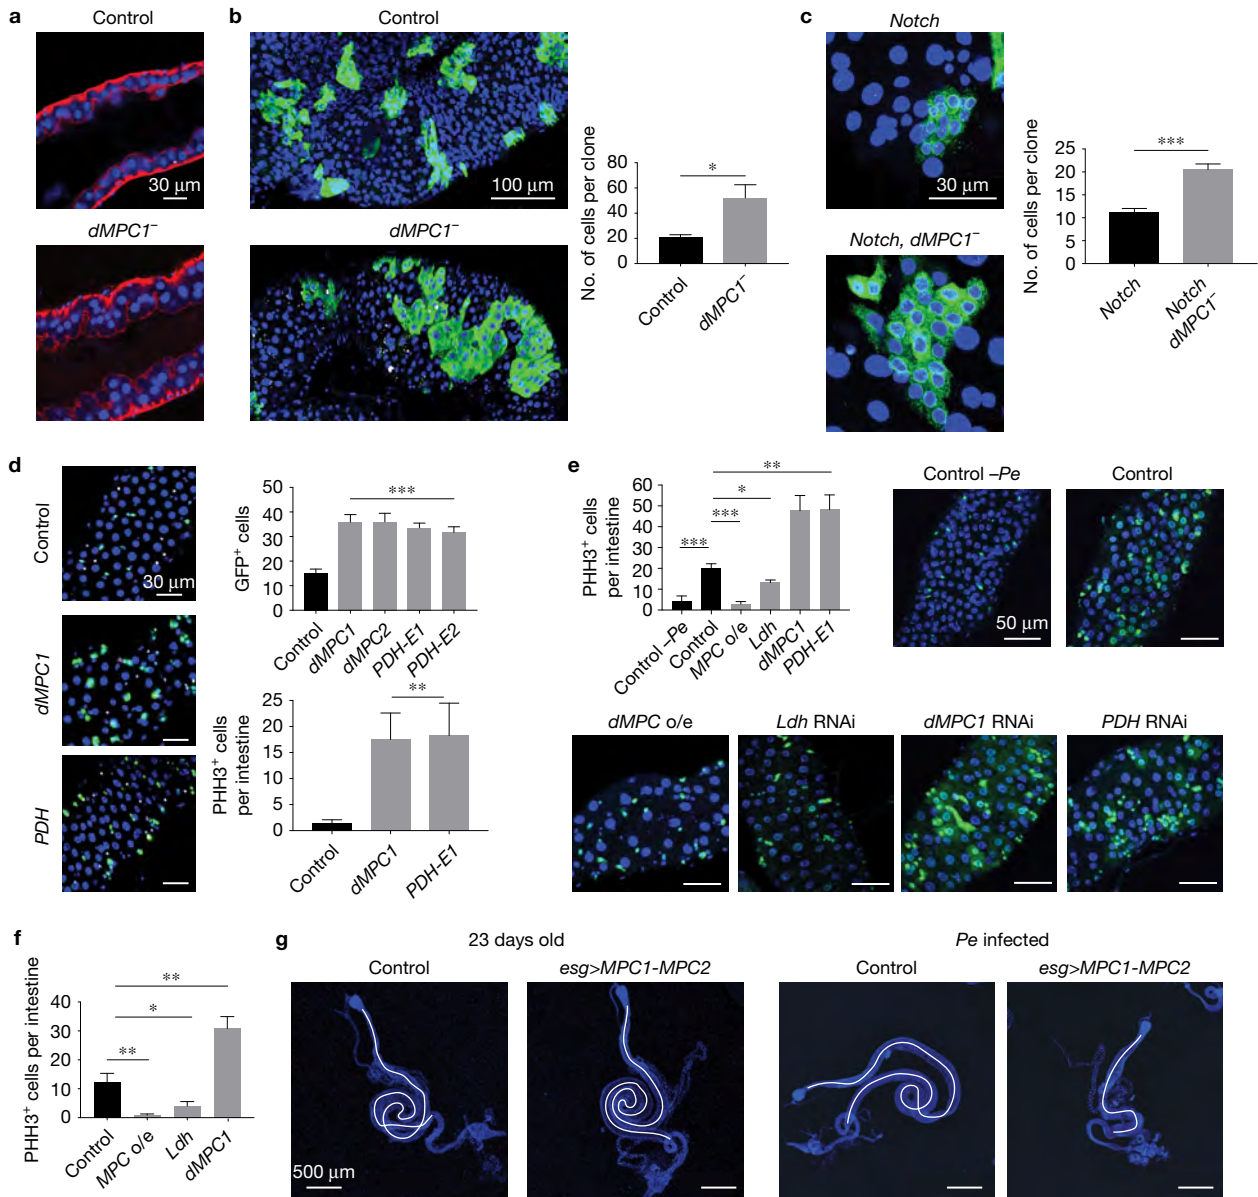 a
Control
30 µm
dMPC1⁻
b
Control
100 µm
dMPC1⁻
No. of cells per clone
80
60
40
20
0
*
Control
dMPC1⁻
c
Notch
30 µm
Notch, dMPC1⁻
No. of cells per clone
25
20
15
10
5
0
***
Notch
Notch
dMPC1⁻
d
Control
30 µm
dMPC1
PDH
GFP⁺ cells
50
40
30
20
10
0
***
Control
dMPC1
dMPC2
PDH-E1
PDH-E2
PHH3⁺ cells
per intestine
25
20
15
10
5
0
**
Control
dMPC1
PDH-E1
e
PHH3⁺ cells
per intestine
60
50
40
30
20
10
0
**
*
***
***
Control –Pe
Control
MPC o/e
Ldh
dMPC1
PDH-E1
Control –Pe
50 µm
Control
dMPC o/e
Ldh RNAi
dMPC1 RNAi
PDH RNAi
f
PHH3⁺ cells per intestine
40
30
20
10
0
**
*
**
Control
MPC o/e
Ldh
dMPC1
g
23 days old
Control
esg>MPC1-MPC2
500 µm
Pe infected
Control
esg>MPC1-MPC2